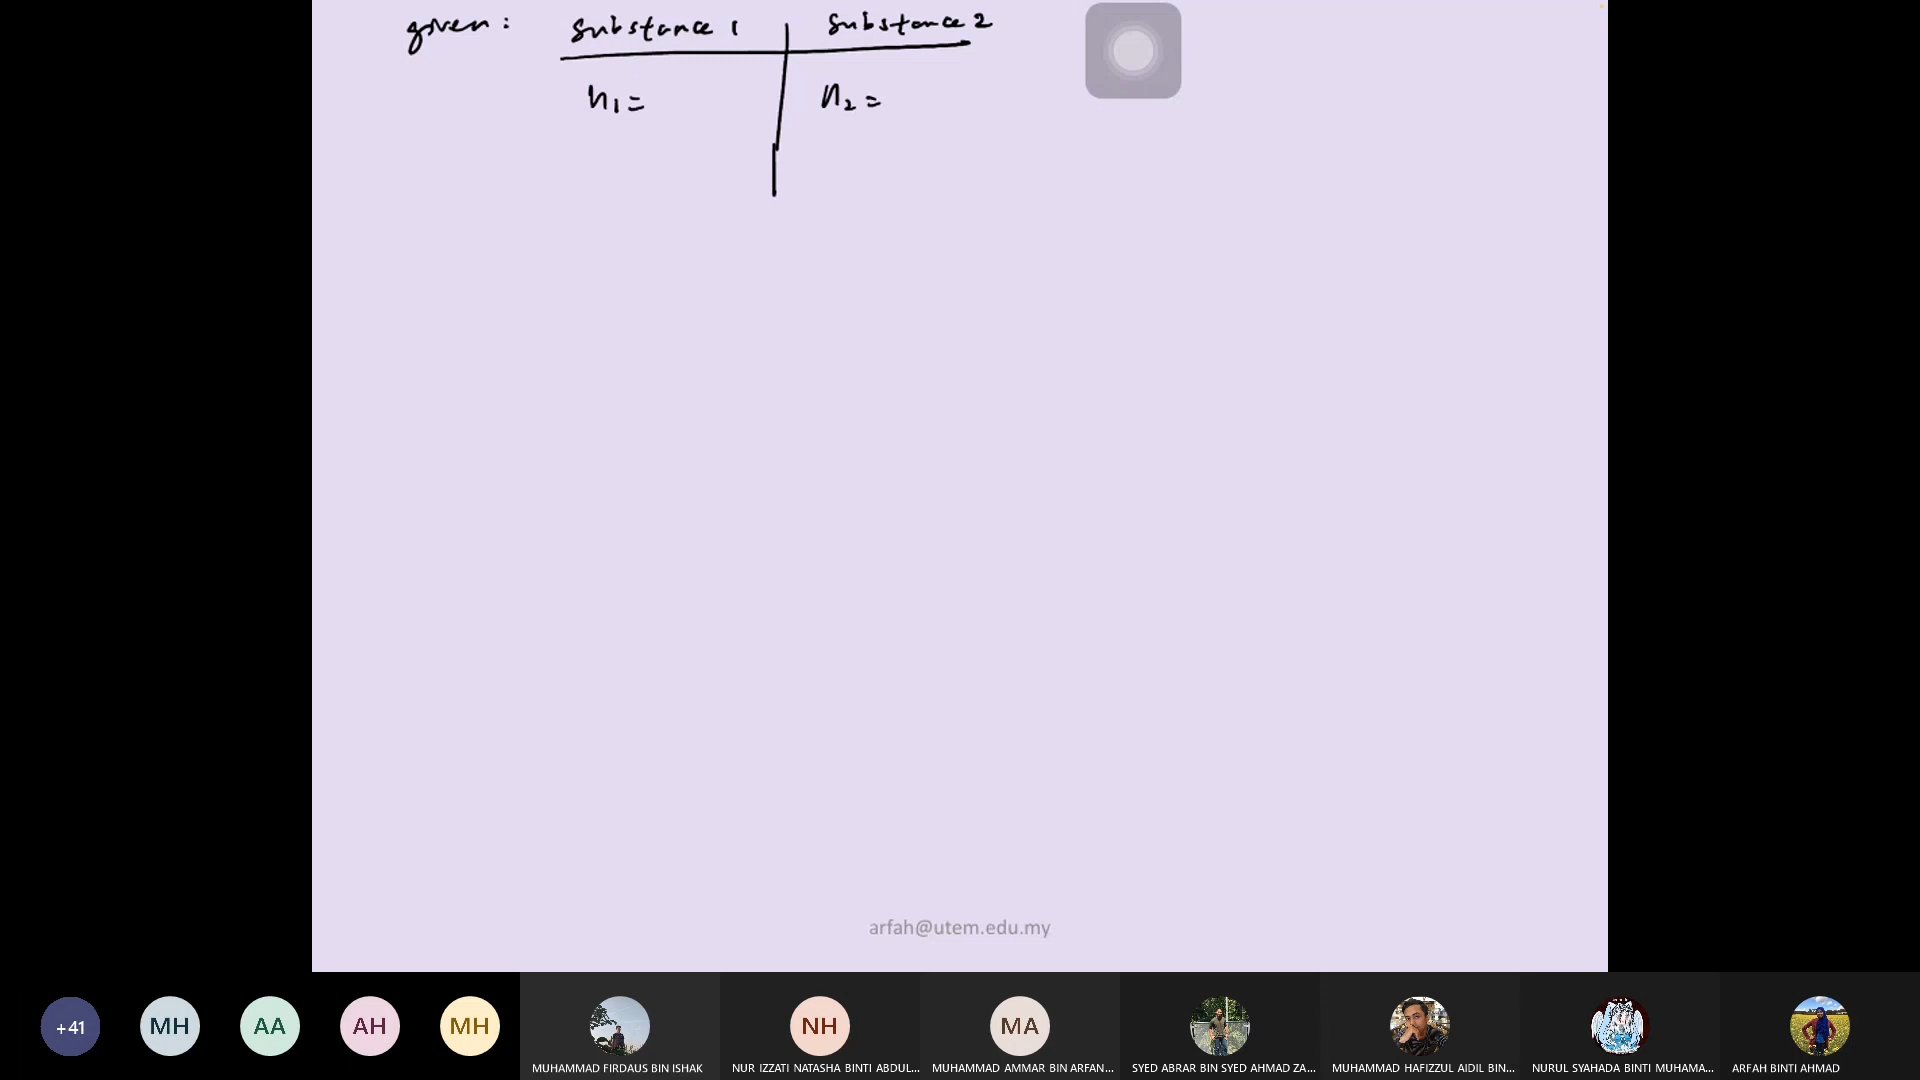 given : substance 1 substance 2
n1 = n2 =
arfah@utem.edu.my
+41 MH AA AH MH NH MA
MUHAMMAD FIRDAUS BIN ISHAK NUR IZZATI NATASHA BINTI ABDUL... MUHAMMAD AMMAR BIN ARFAN... SYED ABRAR BIN SYED AHMAD ZA... MUHAMMAD HAFIZZUL AIDIL BIN... NURUL SYAHADA BINTI MUHAMA... ARFAH BINTI AHMAD